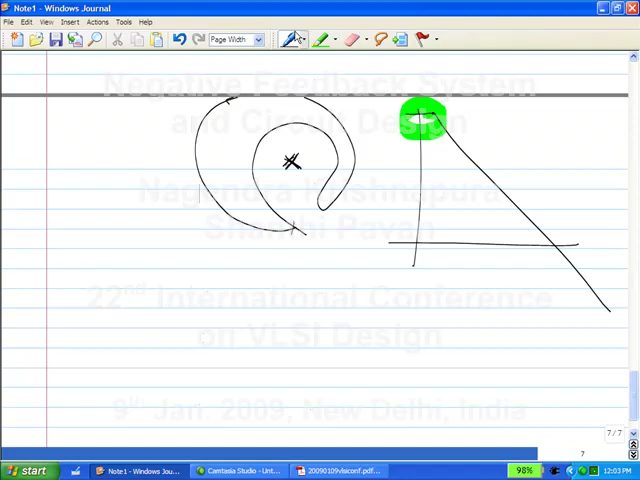 Note1 - Windows Journal
File Edit View Insert Actions Tools Help
Page Width
Negative Feedback System
and Circuit Design
Nagendra Krishnapura
Shanthi Pavan
22nd International Conference
on VLSI Design
9th Jan. 2009, New Delhi, India
7/7
7
start
Note1 - Windows Jou...
Camtasia Studio - Unt...
20090109vlsiconf.pdf...
98%
12:03 PM